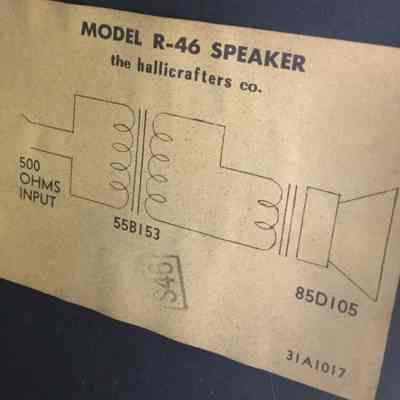 MODEL R-46 SPEAKER
the hallicrafters co.
500
OHMS
INPUT
55B153
S46
85D105
31A1017